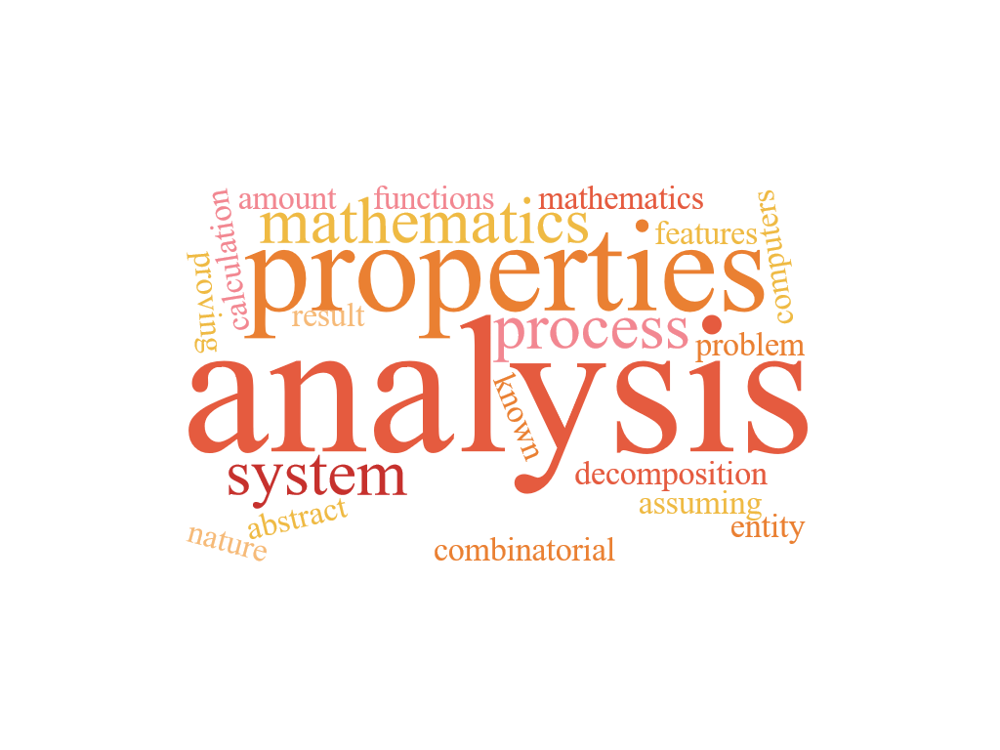 amount
functions
mathematics
calculation
mathematics
features
computers
proving
properties
result
process
problem
analysis
known
system
decomposition
assuming
abstract
entity
nature
combinatorial